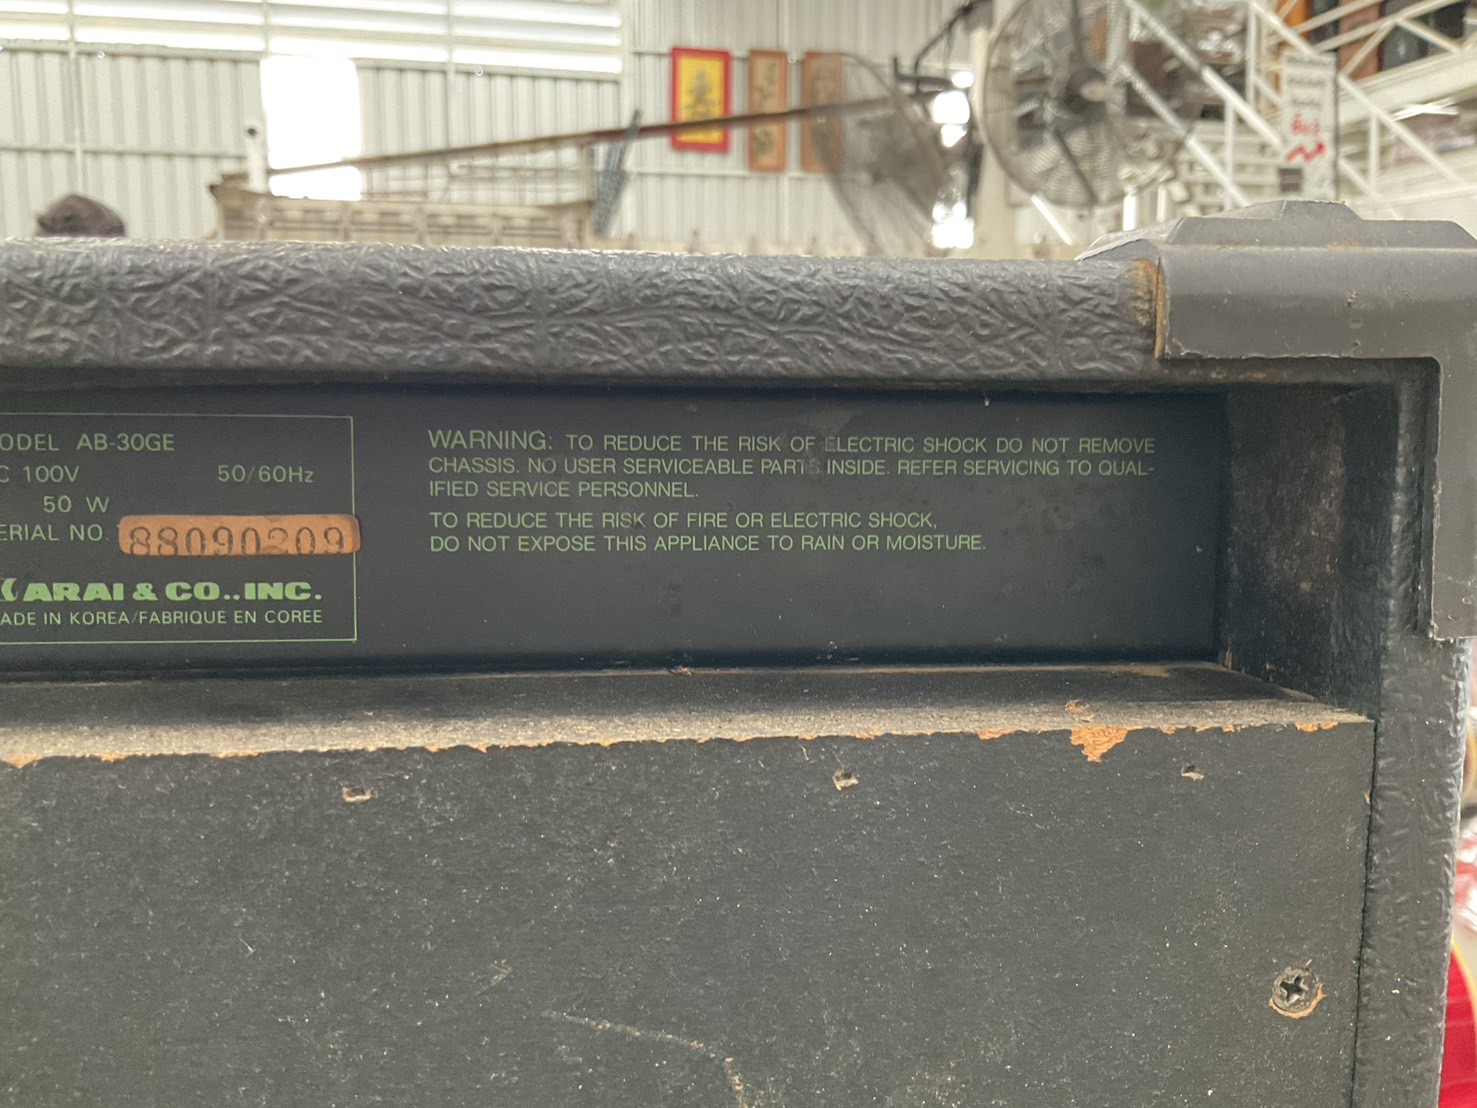 ODEL AB-30GE
C 100V 50/60Hz
50 W
ERIAL NO. 88090209
ARAI & CO.,INC.
ADE IN KOREA/FABRIQUE EN COREE
WARNING: TO REDUCE THE RISK OF ELECTRIC SHOCK DO NOT REMOVE
CHASSIS. NO USER SERVICEABLE PARTS INSIDE. REFER SERVICING TO QUAL-
IFIED SERVICE PERSONNEL.
TO REDUCE THE RISK OF FIRE OR ELECTRIC SHOCK,
DO NOT EXPOSE THIS APPLIANCE TO RAIN OR MOISTURE.